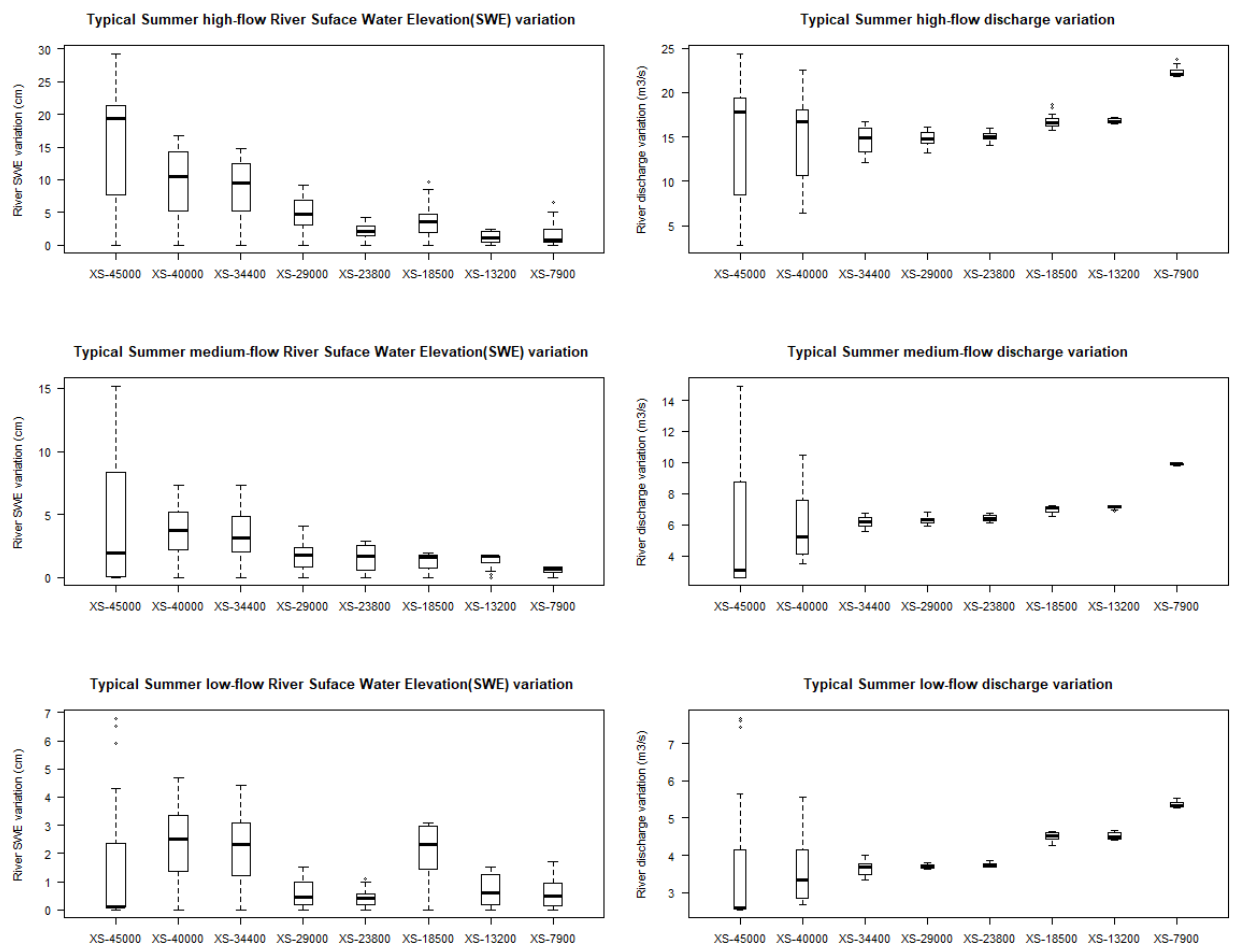 Typical Summer high-flow River Suface Water Elevation(SWE) variation
River SWE variation (cm)
30
25
20
15
10
5
0
XS-45000 XS-40000 XS-34400 XS-29000 XS-23800 XS-18500 XS-13200 XS-7900
Typical Summer high-flow discharge variation
River discharge variation (m3/s)
25
20
15
10
5
XS-45000 XS-40000 XS-34400 XS-29000 XS-23800 XS-18500 XS-13200 XS-7900
Typical Summer medium-flow River Suface Water Elevation(SWE) variation
River SWE variation (cm)
15
10
5
0
XS-45000 XS-40000 XS-34400 XS-29000 XS-23800 XS-18500 XS-13200 XS-7900
Typical Summer medium-flow discharge variation
River discharge variation (m3/s)
14
12
10
8
6
4
XS-45000 XS-40000 XS-34400 XS-29000 XS-23800 XS-18500 XS-13200 XS-7900
Typical Summer low-flow River Suface Water Elevation(SWE) variation
River SWE variation (cm)
7
6
5
4
3
2
1
0
XS-45000 XS-40000 XS-34400 XS-29000 XS-23800 XS-18500 XS-13200 XS-7900
Typical Summer low-flow discharge variation
River discharge variation (m3/s)
7
6
5
4
3
XS-45000 XS-40000 XS-34400 XS-29000 XS-23800 XS-18500 XS-13200 XS-7900